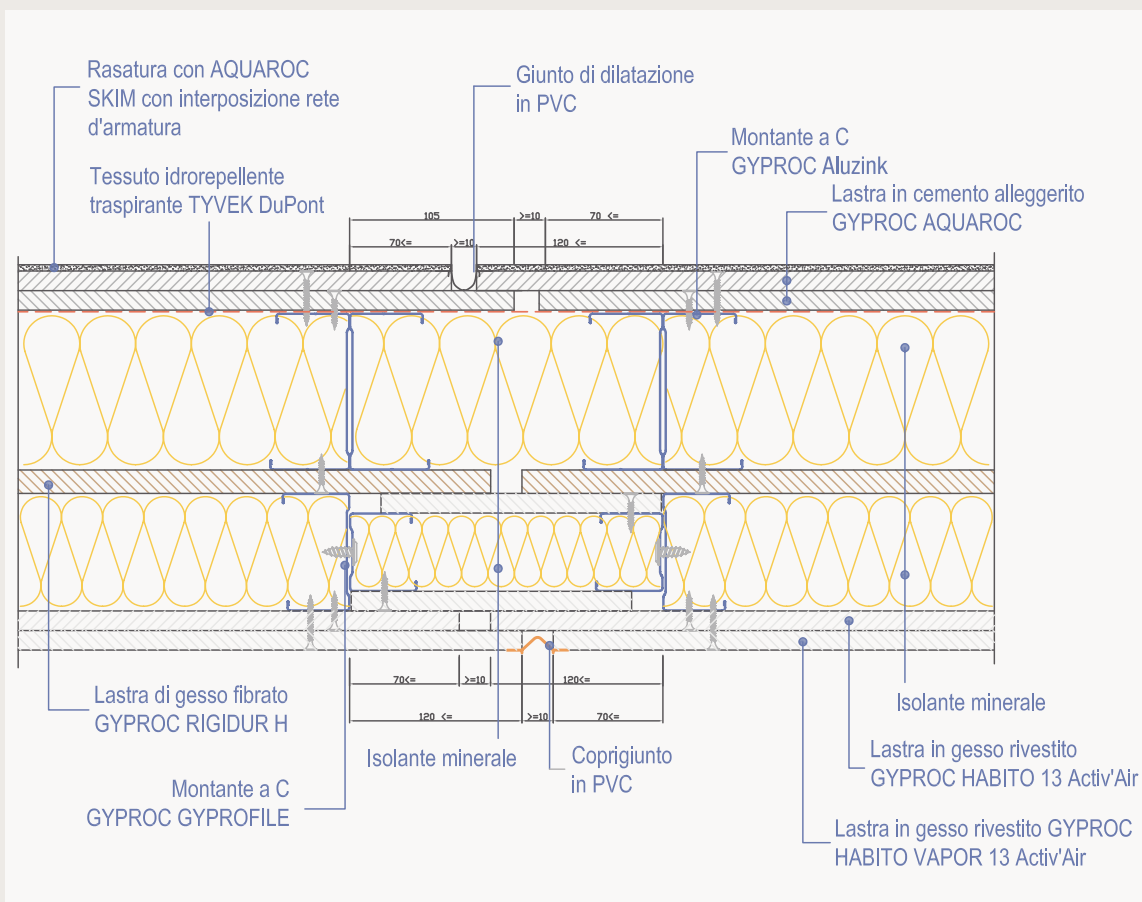 Rasatura con AQUAROC
SKIM con interposizione rete
d'armatura
Giunto di dilatazione
in PVC
Montante a C
GYPROC Aluzink
Tessuto idrorepellente
traspirante TYVEK DuPont
Lastra in cemento alleggerito
GYPROC AQUAROC
105
>=10
70 <=
70<=
>=10
120 <=
70<=
>=10
120<=
120 <=
>=10
70<=
Lastra di gesso fibrato
GYPROC RIGIDUR H
Isolante minerale
Isolante minerale
Coprigiunto
in PVC
Lastra in gesso rivestito
GYPROC HABITO 13 Activ'Air
Montante a C
GYPROC GYPROFILE
Lastra in gesso rivestito GYPROC
HABITO VAPOR 13 Activ'Air